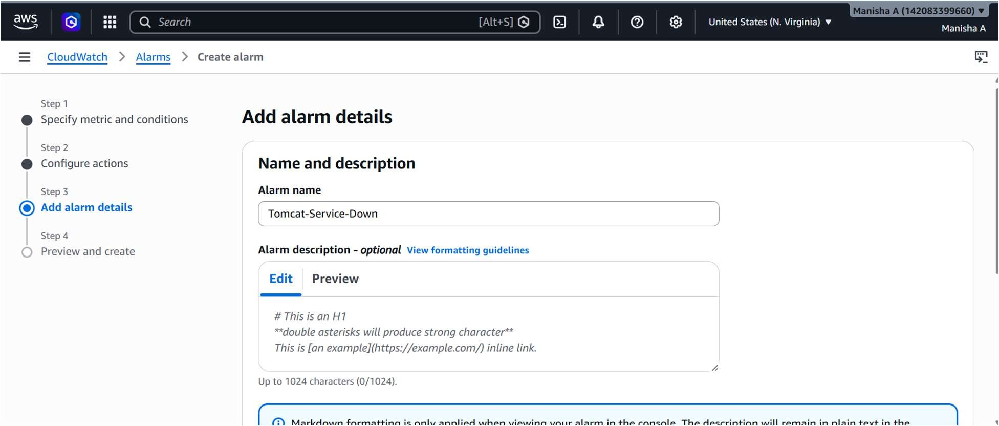 aws
Search [Alt+S]
United States (N. Virginia) ▼
Manisha A (142083399660) ▼
Manisha A
CloudWatch > Alarms > Create alarm
Step 1
Specify metric and conditions
Step 2
Configure actions
Step 3
Add alarm details
Step 4
Preview and create
Add alarm details
Name and description
Alarm name
Tomcat-Service-Down
Alarm description - optional View formatting guidelines
Edit Preview
# This is an H1
**double asterisks will produce strong character**
This is [an example](https://example.com/) inline link.
Up to 1024 characters (0/1024).
Markdown formatting is only applied when viewing your alarm in the console. The description will remain in plain text in the